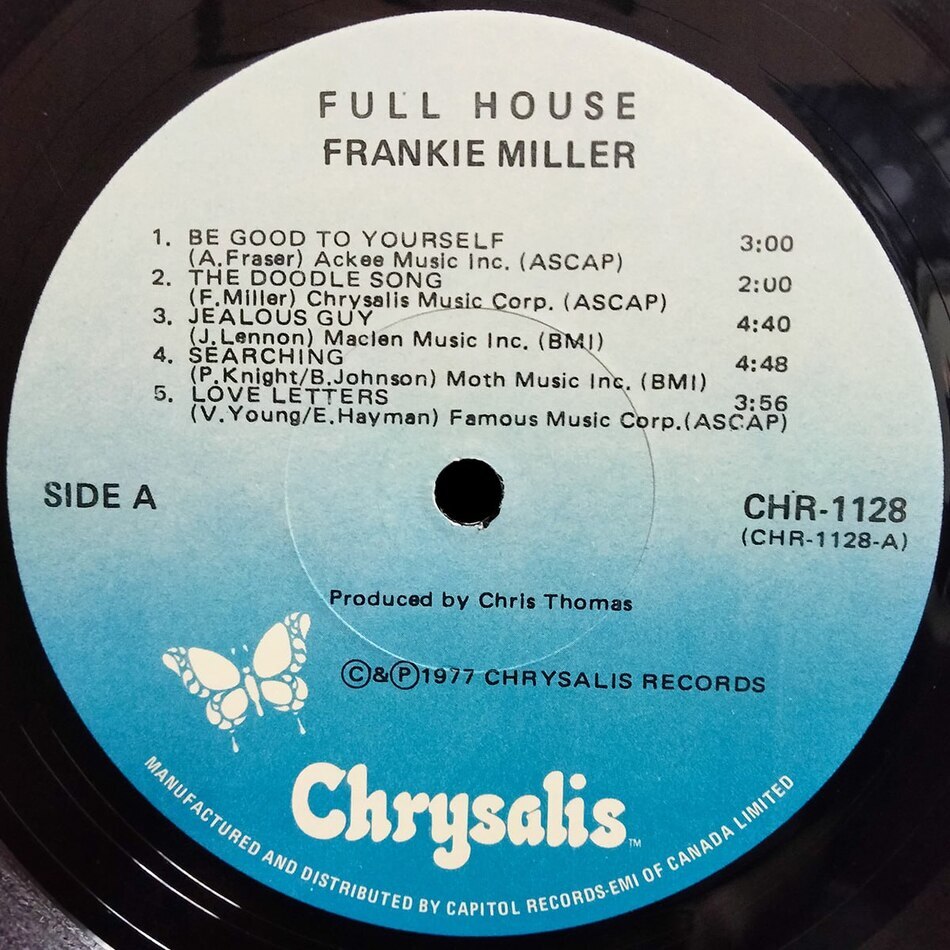 FULL HOUSE
FRANKIE MILLER
1. BE GOOD TO YOURSELF 3:00
(A.Fraser) Ackee Music Inc. (ASCAP)
2. THE DOODLE SONG 2:00
(F.Miller) Chrysalis Music Corp. (ASCAP)
3. JEALOUS GUY 4:40
(J.Lennon) Maclen Music Inc. (BMI)
4. SEARCHING 4:48
(P.Knight/B.Johnson) Moth Music Inc. (BMI)
5. LOVE LETTERS 3:56
(V.Young/E.Hayman) Famous Music Corp.(ASCAP)
SIDE A
CHR-1128
(CHR-1128-A)
Produced by Chris Thomas
©&℗1977 CHRYSALIS RECORDS
Chrysalis™
MANUFACTURED AND DISTRIBUTED BY CAPITOL RECORDS-EMI OF CANADA LIMITED